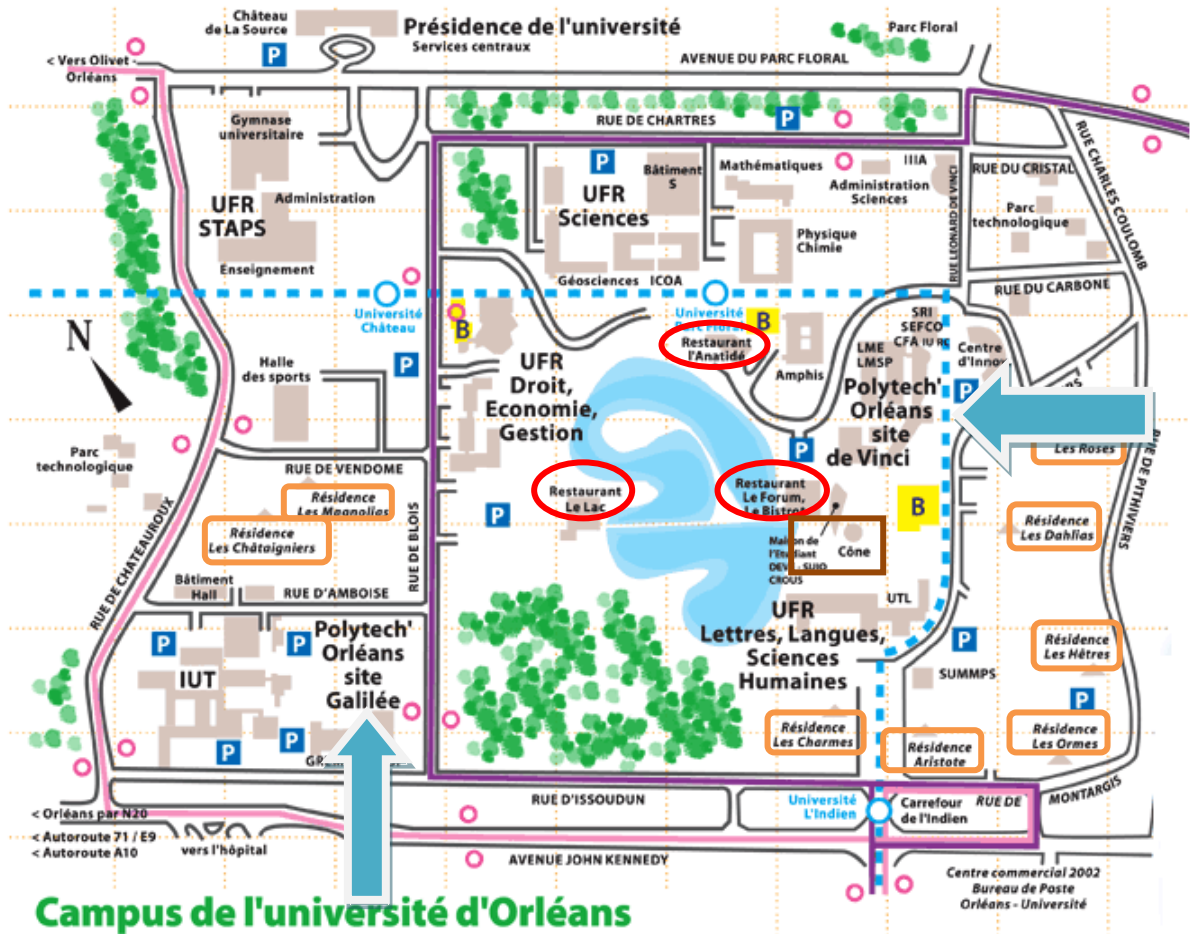 Château
de La Source
P
Présidence de l'université
Services centraux
Parc Floral
AVENUE DU PARC FLORAL
< Vers Olivet -
Orléans
Gymnase
universitaire
RUE DE CHARTRES
P
P
Bâtiment
S
Mathématiques
IIIA
Administration
Sciences
RUE DU CRISTAL
RUE CHARLES COULOMB
UFR
STAPS
Administration
UFR
Sciences
Physique
Chimie
RUE LEONARD DE VINCI
Parc
technologique
Enseignement
Géosciences
ICOA
RUE DU CARBONE
Université
Château
B
Université
B
Restaurant
l'Anatidé
Amphis
SRI
SEFCO
CFA
LME
LMSP
Centre
N
Halle
des sports
P
UFR
Droit,
Economie,
Gestion
Polytech'
Orléans
site
de Vinci
P
P
Les Roses
Parc
technologique
RUE DE VENDOME
Résidence
Les Magnolias
Résidence
Les Châtaigniers
RUE DE CHATEAUROUX
RUE DE BLOIS
Restaurant
Le Lac
P
Restaurant
Le Forum,
Le Bistrot
B
Maison de
l'Etudiant
CROUS
Cône
Résidence
Les Dahlias
RUE DE PITHIVIERS
Bâtiment
Hall
RUE D'AMBOISE
UTL
UFR
Lettres, Langues,
Sciences
Humaines
P
SUMMPS
Résidence
Les Hêtres
P
P
P
Polytech'
Orléans
site
Galilée
IUT
P
P
Résidence
Les Charmes
Résidence
Aristote
Résidence
Les Ormes
RUE D'ISSOUDUN
Université
L'Indien
Carrefour
de l'Indien
RUE DE
MONTARGIS
< Orléans par N20
< Autoroute 71 / E9
< Autoroute A10
vers l'hôpital
AVENUE JOHN KENNEDY
Centre commercial 2002
Bureau de Poste
Orléans - Université
Campus de l'université d'Orléans